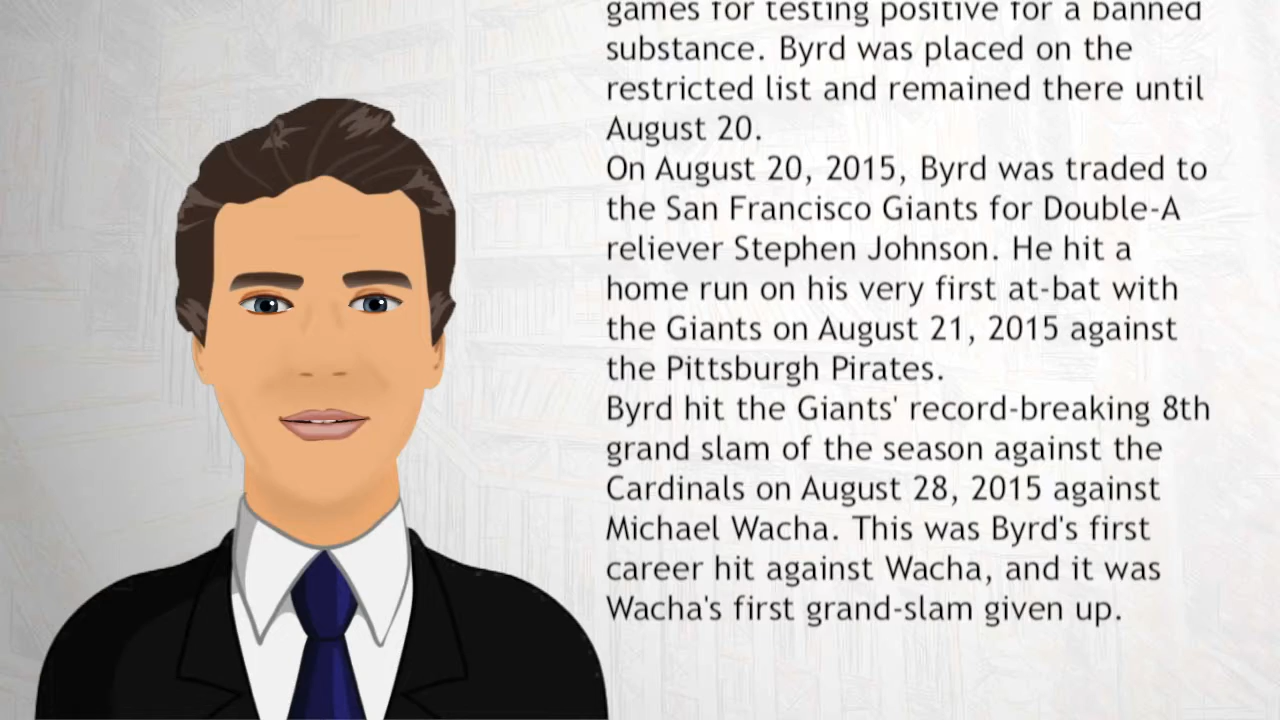 games for testing positive for a banned
substance. Byrd was placed on the
restricted list and remained there until
August 20.
On August 20, 2015, Byrd was traded to
the San Francisco Giants for Double-A
reliever Stephen Johnson. He hit a
home run on his very first at-bat with
the Giants on August 21, 2015 against
the Pittsburgh Pirates.
Byrd hit the Giants' record-breaking 8th
grand slam of the season against the
Cardinals on August 28, 2015 against
Michael Wacha. This was Byrd's first
career hit against Wacha, and it was
Wacha's first grand-slam given up.